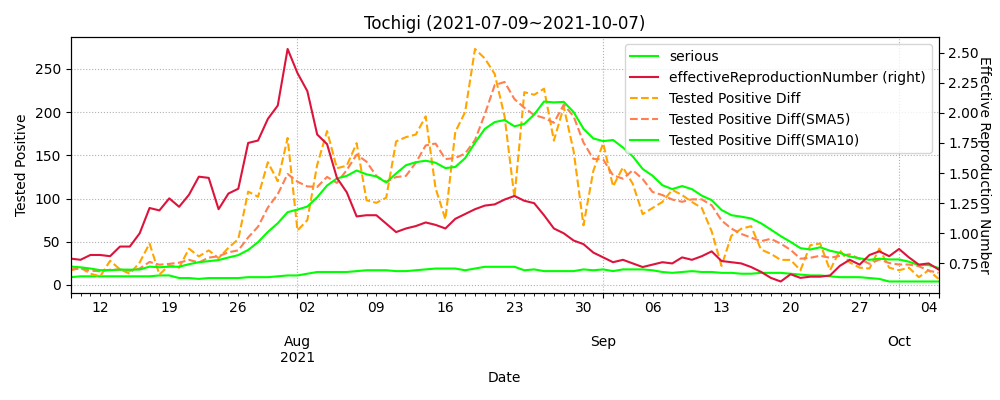 Tochigi (2021-07-09~2021-10-07)
serious
effectiveReproductionNumber (right)
Tested Positive Diff
Tested Positive Diff(SMA5)
Tested Positive Diff(SMA10)
Tested Positive
250
200
150
100
50
0
2.50
2.25
2.00
1.75
1.50
1.25
1.00
0.75
Effective Reproduction Number
12 19 26 02 09 16 23 30 06 13 20 27 04
Aug Sep Oct
2021
Date